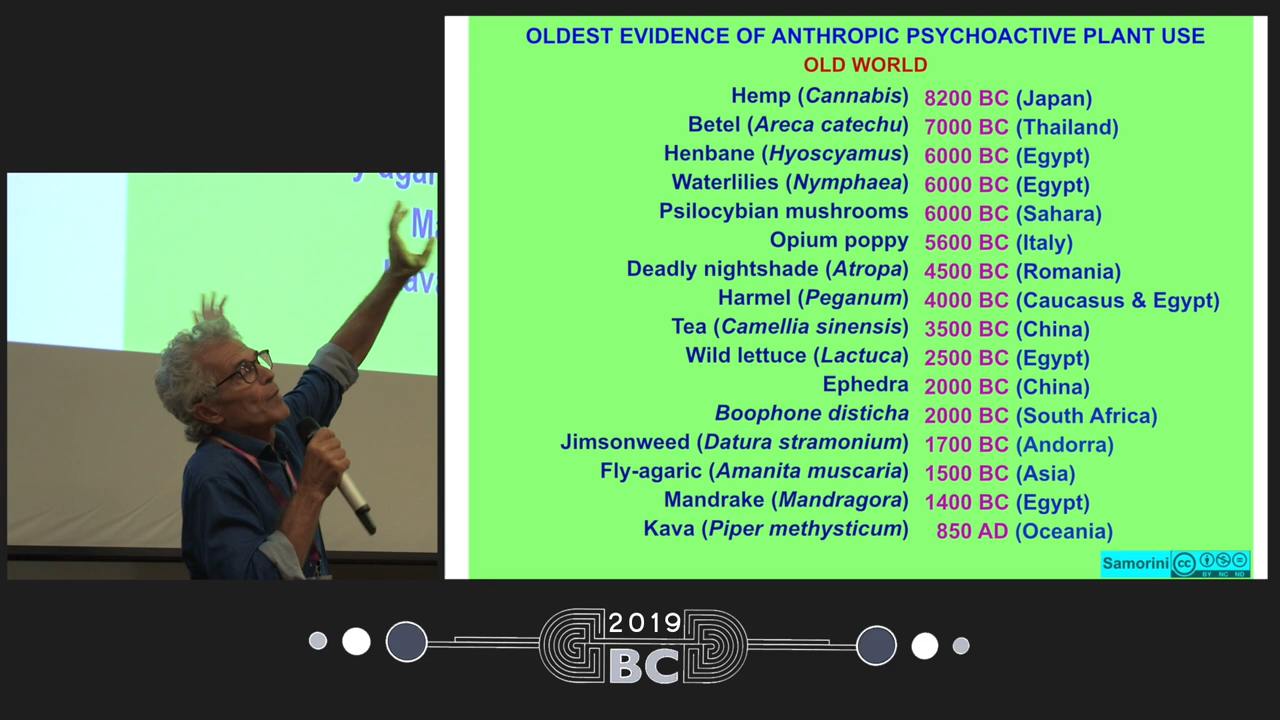 OLDEST EVIDENCE OF ANTHROPIC PSYCHOACTIVE PLANT USE
OLD WORLD
Hemp (Cannabis) 8200 BC (Japan)
Betel (Areca catechu) 7000 BC (Thailand)
Henbane (Hyoscyamus) 6000 BC (Egypt)
Waterlilies (Nymphaea) 6000 BC (Egypt)
Psilocybian mushrooms 6000 BC (Sahara)
Opium poppy 5600 BC (Italy)
Deadly nightshade (Atropa) 4500 BC (Romania)
Harmel (Peganum) 4000 BC (Caucasus & Egypt)
Tea (Camellia sinensis) 3500 BC (China)
Wild lettuce (Lactuca) 2500 BC (Egypt)
Ephedra 2000 BC (China)
Boophone disticha 2000 BC (South Africa)
Jimsonweed (Datura stramonium) 1700 BC (Andorra)
Fly-agaric (Amanita muscaria) 1500 BC (Asia)
Mandrake (Mandragora) 1400 BC (Egypt)
Kava (Piper methysticum) 850 AD (Oceania)
Samorini cc BY NC ND
2019
BC